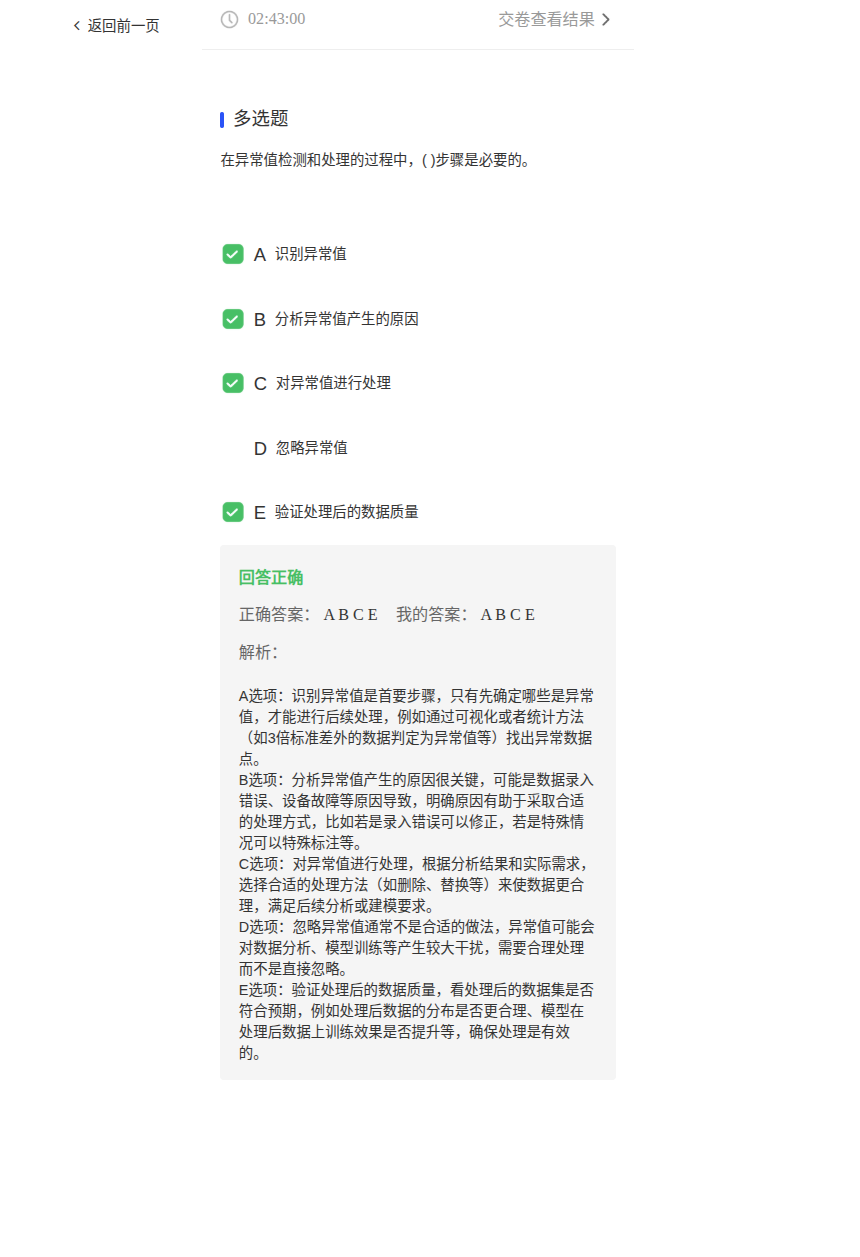 返回前一页
02:43:00 交卷查看结果
多选题
在异常值检测和处理的过程中，( )步骤是必要的。
A 识别异常值
B 分析异常值产生的原因
C 对异常值进行处理
D 忽略异常值
E 验证处理后的数据质量
回答正确
正确答案： A B C E 我的答案： A B C E
解析：
A选项：识别异常值是首要步骤，只有先确定哪些是异常
值，才能进行后续处理，例如通过可视化或者统计方法
（如3倍标准差外的数据判定为异常值等）找出异常数据
点。
B选项：分析异常值产生的原因很关键，可能是数据录入
错误、设备故障等原因导致，明确原因有助于采取合适
的处理方式，比如若是录入错误可以修正，若是特殊情
况可以特殊标注等。
C选项：对异常值进行处理，根据分析结果和实际需求，
选择合适的处理方法（如删除、替换等）来使数据更合
理，满足后续分析或建模要求。
D选项：忽略异常值通常不是合适的做法，异常值可能会
对数据分析、模型训练等产生较大干扰，需要合理处理
而不是直接忽略。
E选项：验证处理后的数据质量，看处理后的数据集是否
符合预期，例如处理后数据的分布是否更合理、模型在
处理后数据上训练效果是否提升等，确保处理是有效
的。